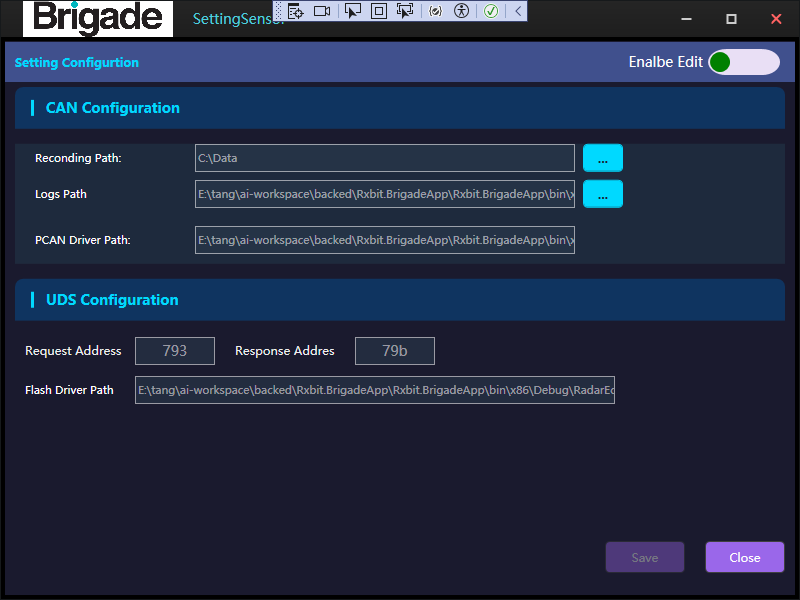 Brigade
SettingSense
Setting Configurtion
Enalbe Edit
CAN Configuration
Reconding Path:
C:\Data
...
Logs Path
E:\tang\ai-workspace\backed\Rxbit.BrigadeApp\Rxbit.BrigadeApp\bin\x
...
PCAN Driver Path:
E:\tang\ai-workspace\backed\Rxbit.BrigadeApp\Rxbit.BrigadeApp\bin\x
UDS Configuration
Request Address
793
Response Addres
79b
Flash Driver Path
E:\tang\ai-workspace\backed\Rxbit.BrigadeApp\Rxbit.BrigadeApp\bin\x86\Debug\RadarEc
Save
Close